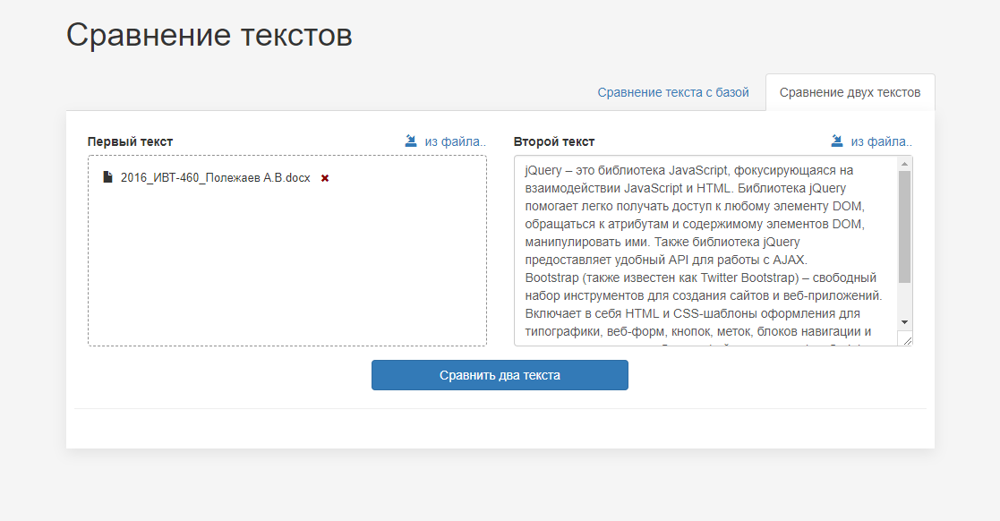 Сравнение текстов
Сравнение текста с базой
Сравнение двух текстов
Первый текст
из файла..
2016_ИВТ-460_Полежаев А.В.docx
Второй текст
из файла..
jQuery – это библиотека JavaScript, фокусирующаяся на
взаимодействии JavaScript и HTML. Библиотека jQuery
помогает легко получать доступ к любому элементу DOM,
обращаться к атрибутам и содержимому элементов DOM,
манипулировать ими. Также библиотека jQuery
предоставляет удобный API для работы с AJAX.
Bootstrap (также известен как Twitter Bootstrap) – свободный
набор инструментов для создания сайтов и веб-приложений.
Включает в себя HTML и CSS-шаблоны оформления для
типографики, веб-форм, кнопок, меток, блоков навигации и
Сравнить два текста